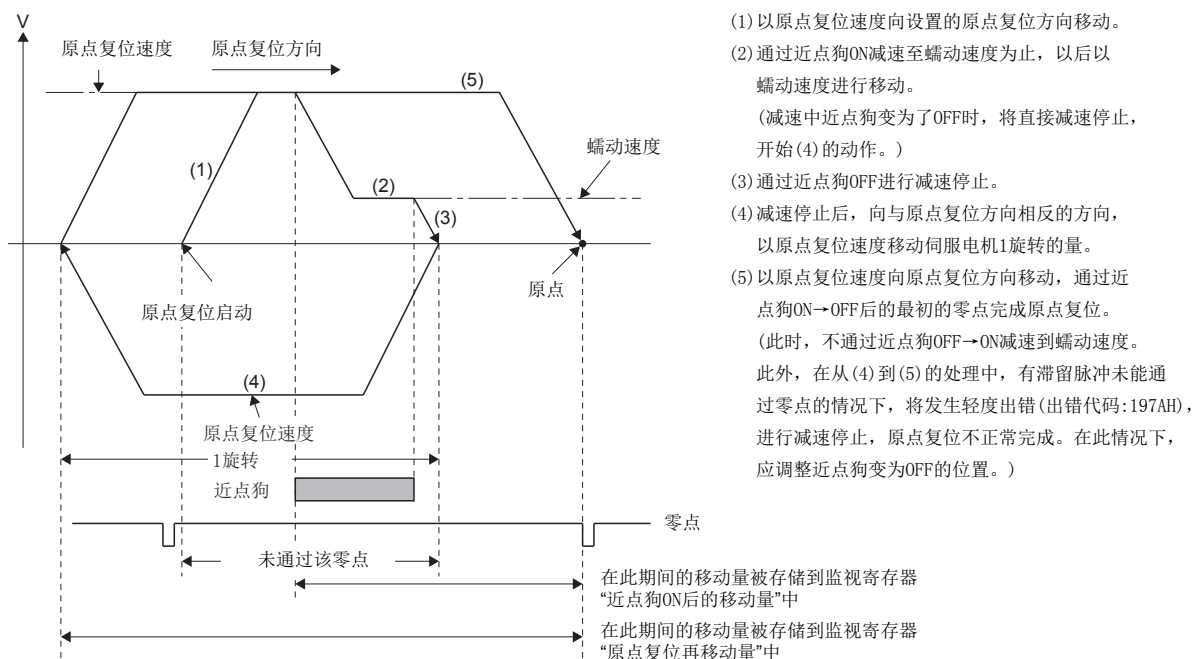 V
原点复位速度
原点复位方向
(5)
蠕动速度
(1)
(2)
(3)
原点
原点复位启动
(4)
原点复位速度
1旋转
近点狗
零点
未通过该零点
在此期间的移动量被存储到监视寄存器
“近点狗ON后的移动量”中
在此期间的移动量被存储到监视寄存器
“原点复位再移动量”中
(1)以原点复位速度向设置的原点复位方向移动。
(2)通过近点狗ON减速至蠕动速度为止，以后以
蠕动速度进行移动。
(减速中近点狗变为了OFF时，将直接减速停止，
开始(4)的动作。)
(3)通过近点狗OFF进行减速停止。
(4)减速停止后，向与原点复位方向相反的方向，
以原点复位速度移动伺服电机1旋转的量。
(5)以原点复位速度向原点复位方向移动，通过近
点狗ON→OFF后的最初的零点完成原点复位。
(此时，不通过近点狗OFF→ON减速到蠕动速度。
此外，在从(4)到(5)的处理中，有滞留脉冲未能通
过零点的情况下，将发生轻度出错(出错代码:197AH)，
进行减速停止，原点复位不正常完成。在此情况下，
应调整近点狗变为OFF的位置。)